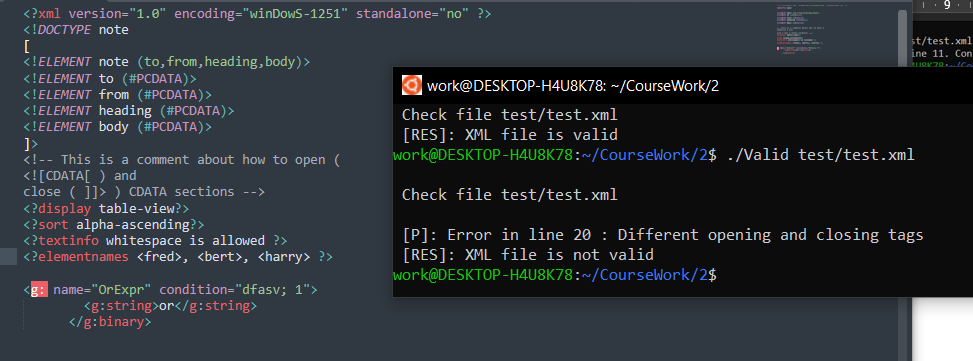 <?xml version="1.0" encoding="winDowS-1251" standalone="no" ?>
<!DOCTYPE note
[
<!ELEMENT note (to,from,heading,body)>
<!ELEMENT to (#PCDATA)>
<!ELEMENT from (#PCDATA)>
<!ELEMENT heading (#PCDATA)>
<!ELEMENT body (#PCDATA)>
]>
<!-- This is a comment about how to open (
<![CDATA[ ) and
close ( ]]> ) CDATA sections -->
<?display table-view?>
<?sort alpha-ascending?>
<?textinfo whitespace is allowed ?>
<?elementnames <fred>, <bert>, <harry> ?>
<g: name="OrExpr" condition="dfasv; 1">
<g:string>or</g:string>
</g:binary>
work@DESKTOP-H4U8K78: ~/CourseWork/2
Check file test/test.xml
[RES]: XML file is valid
work@DESKTOP-H4U8K78:~/CourseWork/2$ ./Valid test/test.xml
Check file test/test.xml
[P]: Error in line 20 : Different opening and closing tags
[RES]: XML file is not valid
work@DESKTOP-H4U8K78:~/CourseWork/2$
9
st/test.xml
ine 11. Con